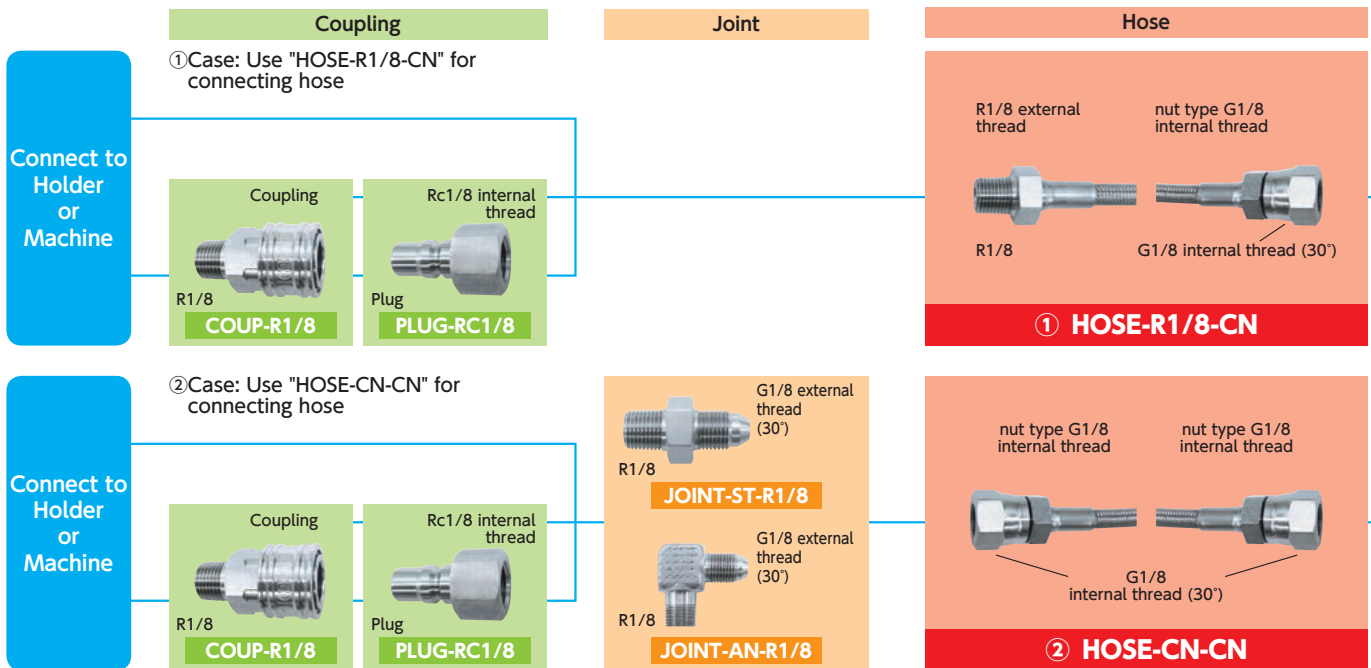 Coupling
Joint
Hose
①Case: Use "HOSE-R1/8-CN" for
connecting hose
Connect to
Holder
or
Machine
Coupling
R1/8
COUP-R1/8
Rc1/8 internal
thread
Plug
PLUG-RC1/8
R1/8 external
thread
nut type G1/8
internal thread
R1/8
G1/8 internal thread (30°)
① HOSE-R1/8-CN
②Case: Use "HOSE-CN-CN" for
connecting hose
Connect to
Holder
or
Machine
Coupling
R1/8
COUP-R1/8
Rc1/8 internal
thread
Plug
PLUG-RC1/8
G1/8 external
thread
(30°)
R1/8
JOINT-ST-R1/8
G1/8 external
thread
(30°)
R1/8
JOINT-AN-R1/8
nut type G1/8
internal thread
nut type G1/8
internal thread
G1/8
internal thread (30°)
② HOSE-CN-CN